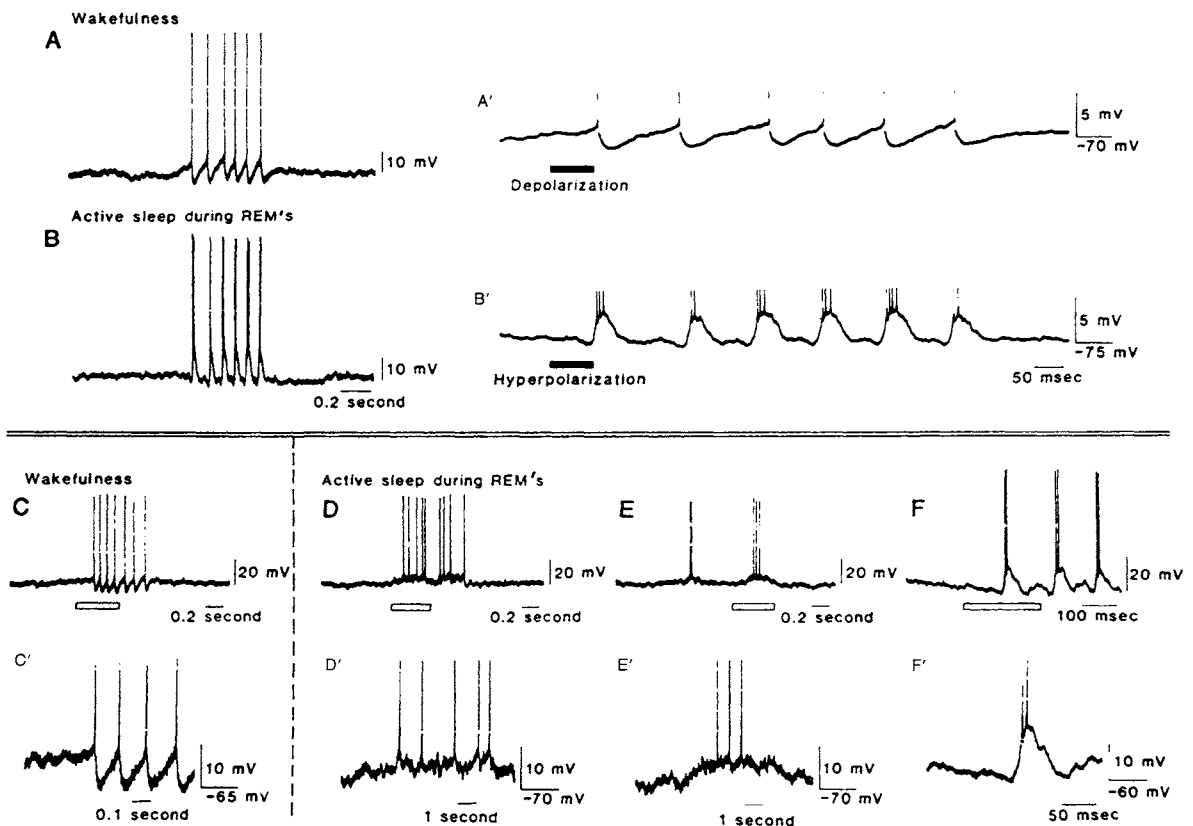 Wakefulness
A
10 mV
A'
5 mV
-70 mV
Depolarization
Active sleep during REM's
B
10 mV
0.2 second
B'
5 mV
-75 mV
Hyperpolarization
50 msec
Wakefulness
C
20 mV
0.2 second
Active sleep during REM's
D
20 mV
0.2 second
E
20 mV
0.2 second
F
20 mV
100 msec
C'
10 mV
-65 mV
0.1 second
D'
10 mV
-70 mV
1 second
E'
10 mV
-70 mV
1 second
F'
10 mV
-60 mV
50 msec